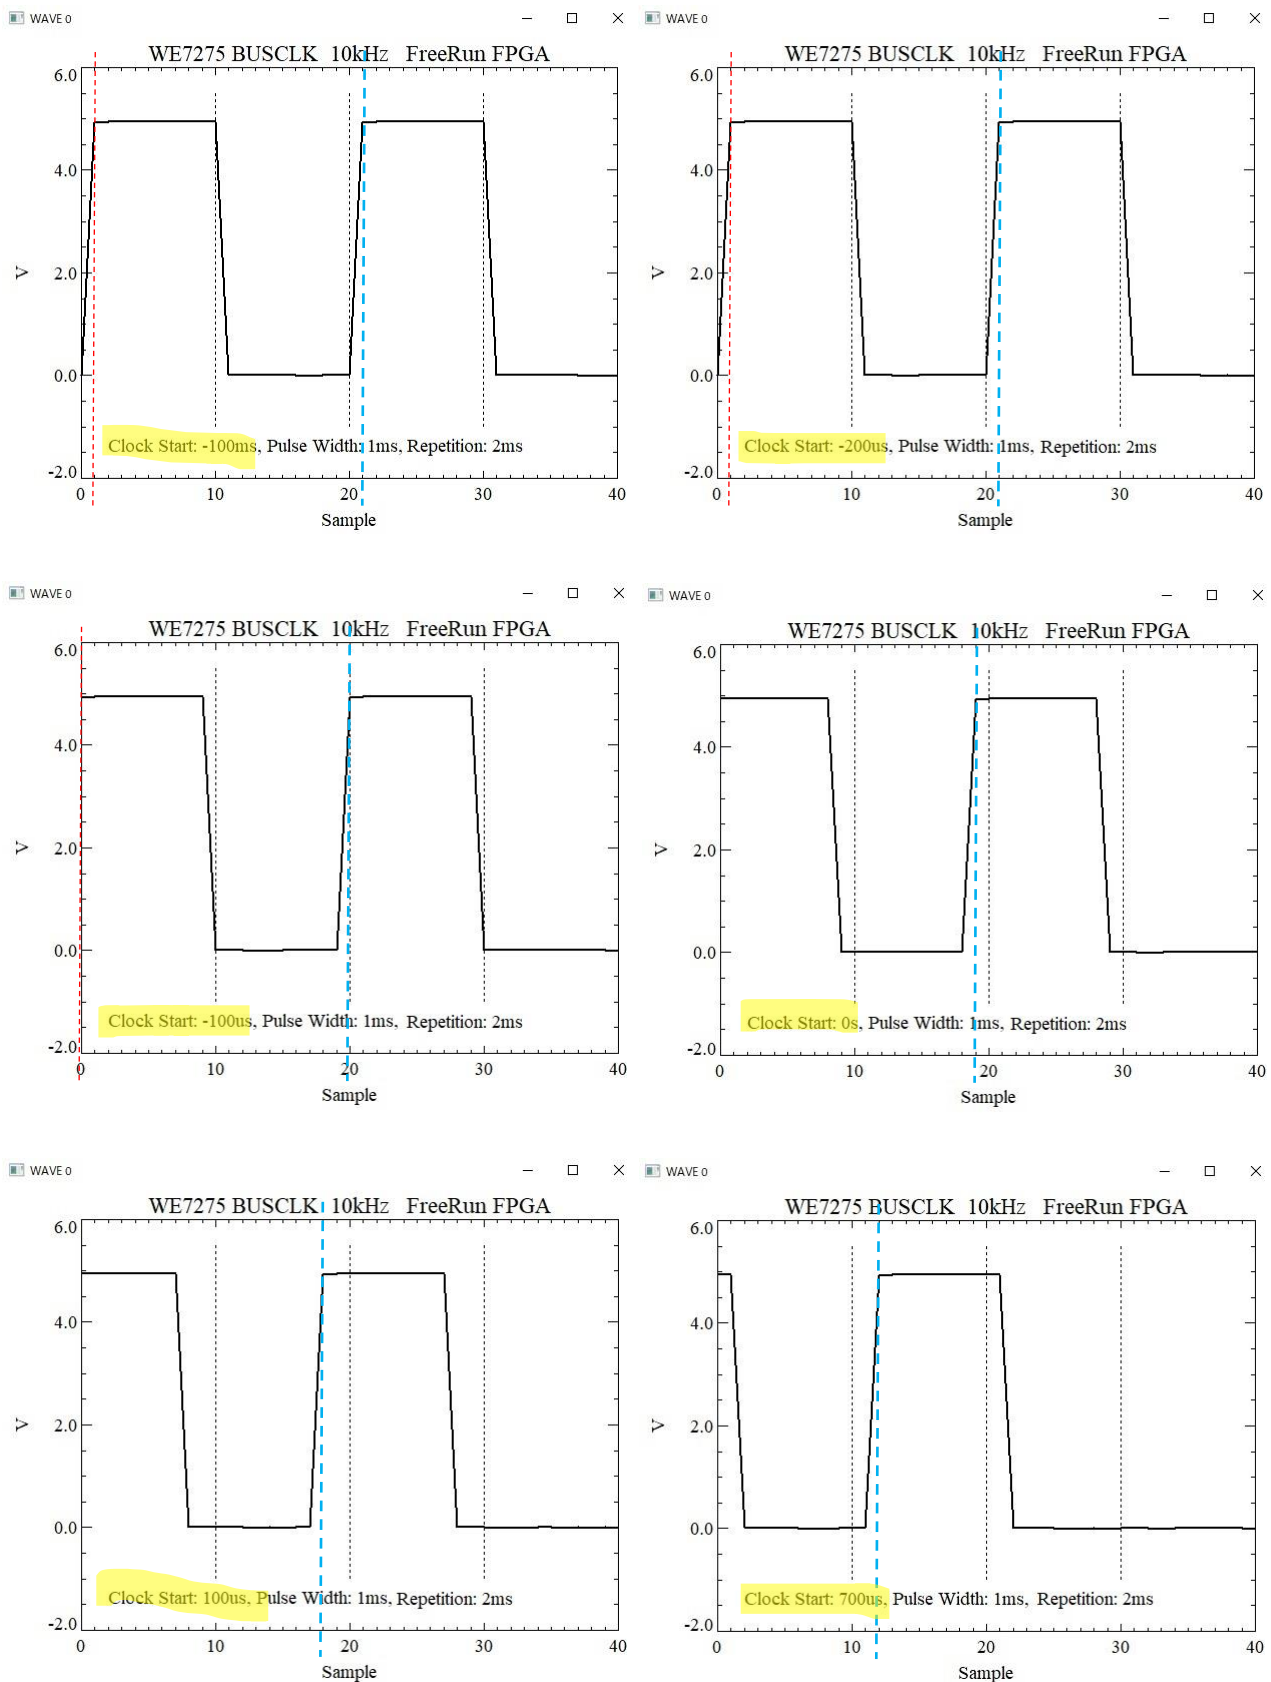 WAVE 0
WE7275 BUSCLK 10kHz FreeRun FPGA
6.0
4.0
2.0
0.0
-2.0
V
Clock Start: -100ms, Pulse Width: 1ms, Repetition: 2ms
0 10 20 30 40
Sample
WAVE 0
WE7275 BUSCLK 10kHz FreeRun FPGA
6.0
4.0
2.0
0.0
-2.0
V
Clock Start: -200us, Pulse Width: 1ms, Repetition: 2ms
0 10 20 30 40
Sample
WAVE 0
WE7275 BUSCLK 10kHz FreeRun FPGA
6.0
4.0
2.0
0.0
-2.0
V
Clock Start: -100us, Pulse Width: 1ms, Repetition: 2ms
0 10 20 30 40
Sample
WAVE 0
WE7275 BUSCLK 10kHz FreeRun FPGA
6.0
4.0
2.0
0.0
-2.0
V
Clock Start: 0s, Pulse Width: 1ms, Repetition: 2ms
0 10 20 30 40
Sample
WAVE 0
WE7275 BUSCLK 10kHz FreeRun FPGA
6.0
4.0
2.0
0.0
-2.0
V
Clock Start: 100us, Pulse Width: 1ms, Repetition: 2ms
0 10 20 30 40
Sample
WAVE 0
WE7275 BUSCLK 10kHz FreeRun FPGA
6.0
4.0
2.0
0.0
-2.0
V
Clock Start: 700us, Pulse Width: 1ms, Repetition: 2ms
0 10 20 30 40
Sample